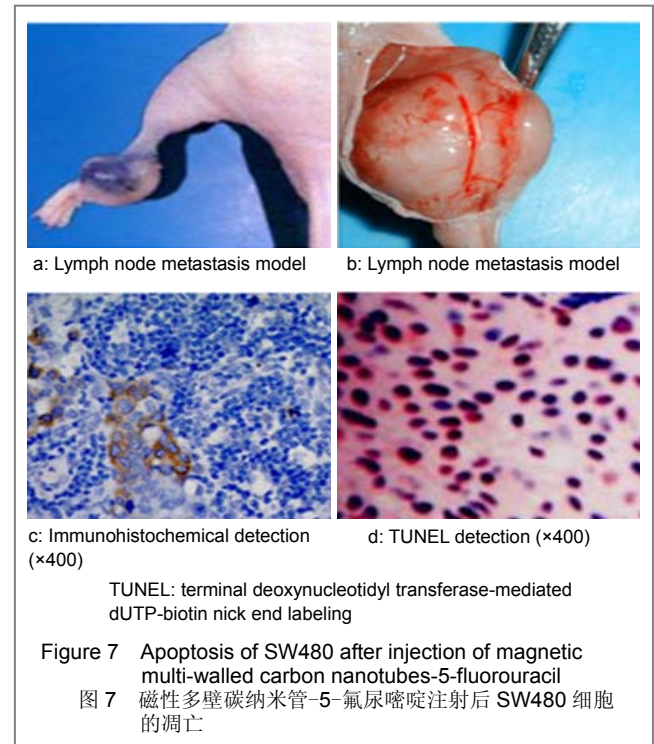 a: Lymph node metastasis model
b: Lymph node metastasis model
c: Immunohistochemical detection
(×400)
d: TUNEL detection (×400)
TUNEL: terminal deoxynucleotidyl transferase-mediated
dUTP-biotin nick end labeling
Figure 7 Apoptosis of SW480 after injection of magnetic
multi-walled carbon nanotubes-5-fluorouracil
图 7 磁性多壁碳纳米管-5-氟尿嘧啶注射后 SW480 细胞
的凋亡